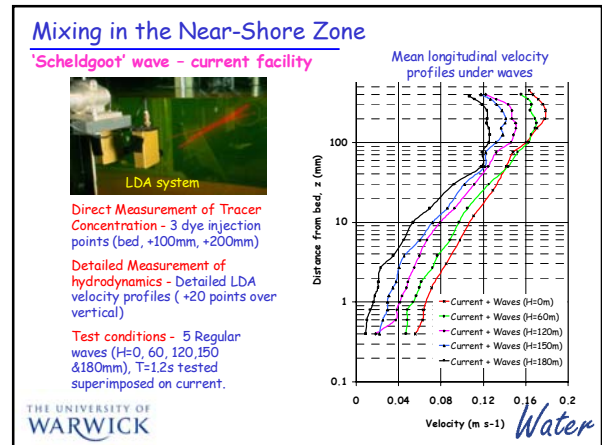 Mixing in the Near-Shore Zone
'Scheldgoot' wave – current facility
LDA system
Direct Measurement of Tracer
Concentration - 3 dye injection
points (bed, +100mm, +200mm)
Detailed Measurement of
hydrodynamics - Detailed LDA
velocity profiles ( +20 points over
vertical)
Test conditions - 5 Regular
waves (H=0, 60, 120,150
&180mm), T=1.2s tested
superimposed on current.
THE UNIVERSITY OF
WARWICK
Mean longitudinal velocity
profiles under waves
Distance from bed, z (mm)
100
10
1
0.1
Current + Waves (H=0m)
Current + Waves (H=60m)
Current + Waves (H=120m)
Current + Waves (H=150m)
Current + Waves (H=180m)
0 0.04 0.08 0.12 0.16 0.2
Velocity (m s-1)
Water